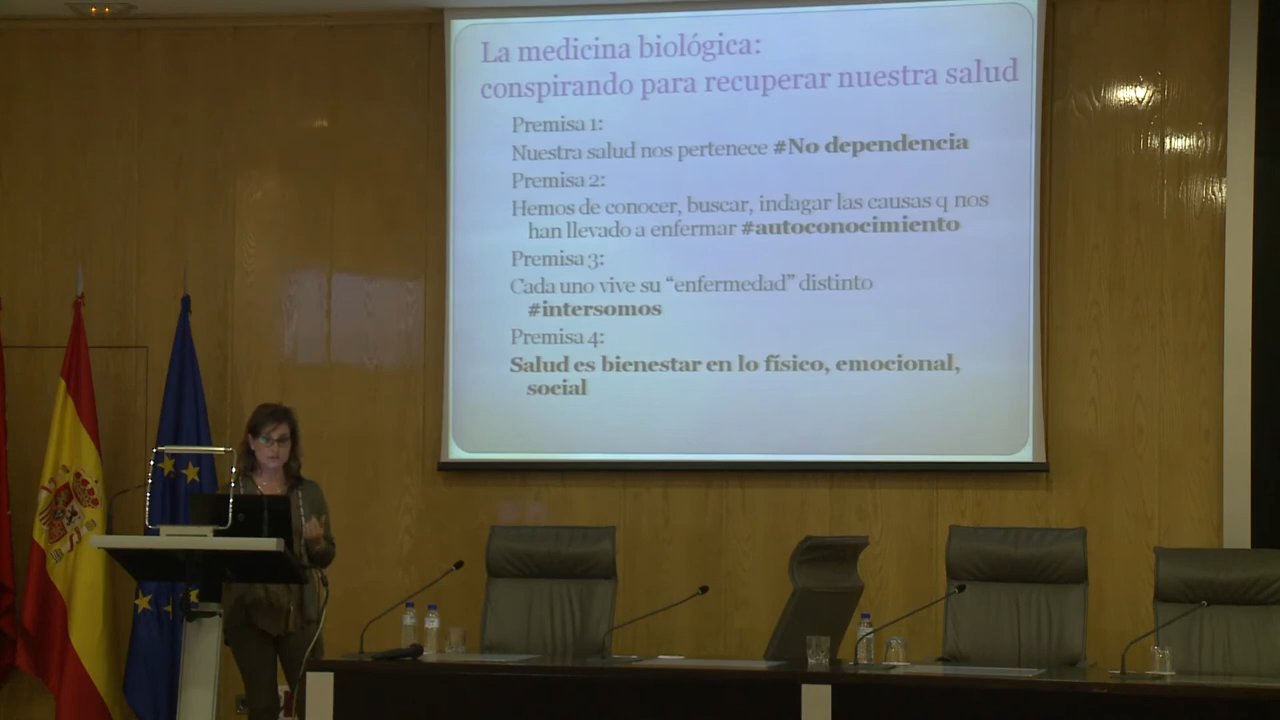 La medicina biológica:
conspirando para recuperar nuestra salud
Premisa 1:
Nuestra salud nos pertenece #No dependencia
Premisa 2:
Hemos de conocer, buscar, indagar las causas q nos
han llevado a enfermar #autoconocimiento
Premisa 3:
Cada uno vive su “enfermedad” distinto
#intersomos
Premisa 4:
Salud es bienestar en lo físico, emocional,
social